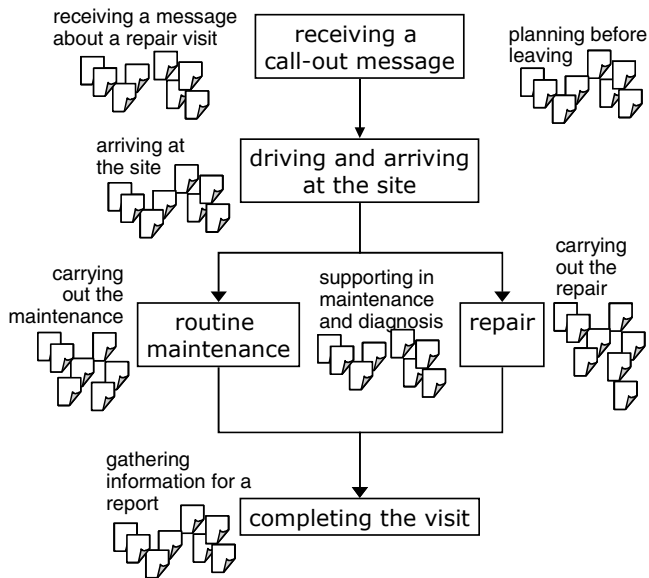 receiving a message
about a repair visit
receiving a
call-out message
planning before
leaving
arriving at
the site
driving and arriving
at the site
carrying
out the
maintenance
routine
maintenance
supporting in
maintenance
and diagnosis
repair
carrying
out the
repair
gathering
information for a
report
completing the visit